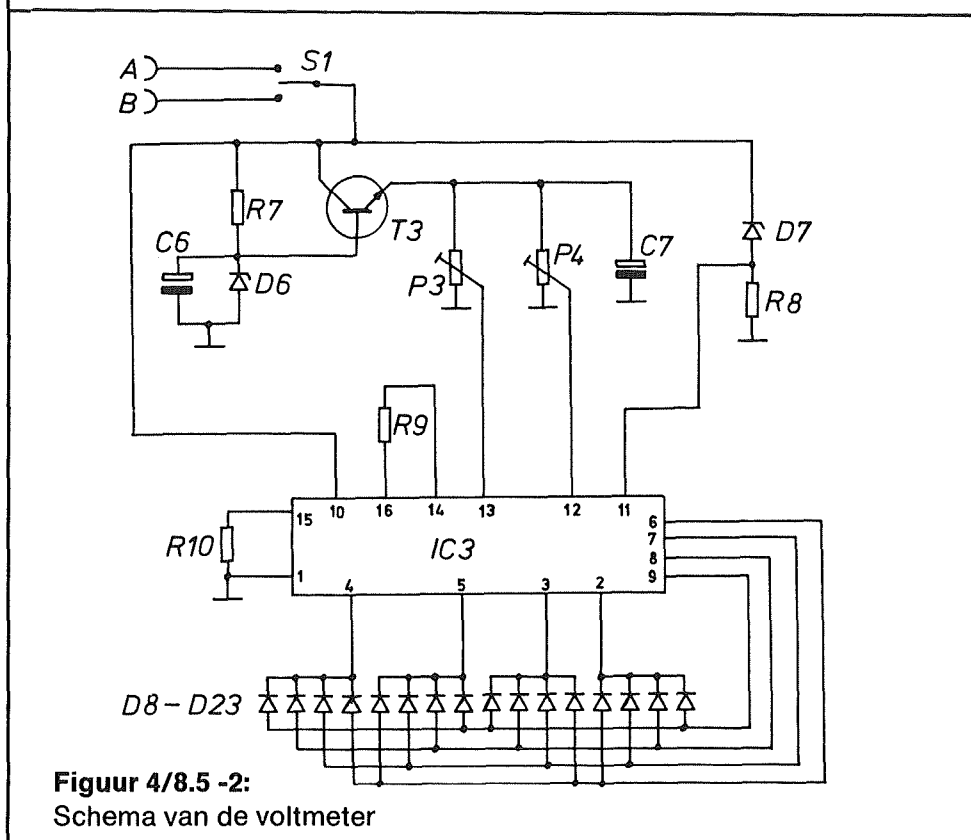 A
B
S1
R7
T3
C6
D6
P3
P4
C7
D7
R8
R9
15 10 16 14 13 12 11
R10
IC3
6
7
8
9
1 4 5 3 2
D8-D23
Figuur 4/8.5 -2:
Schema van de voltmeter